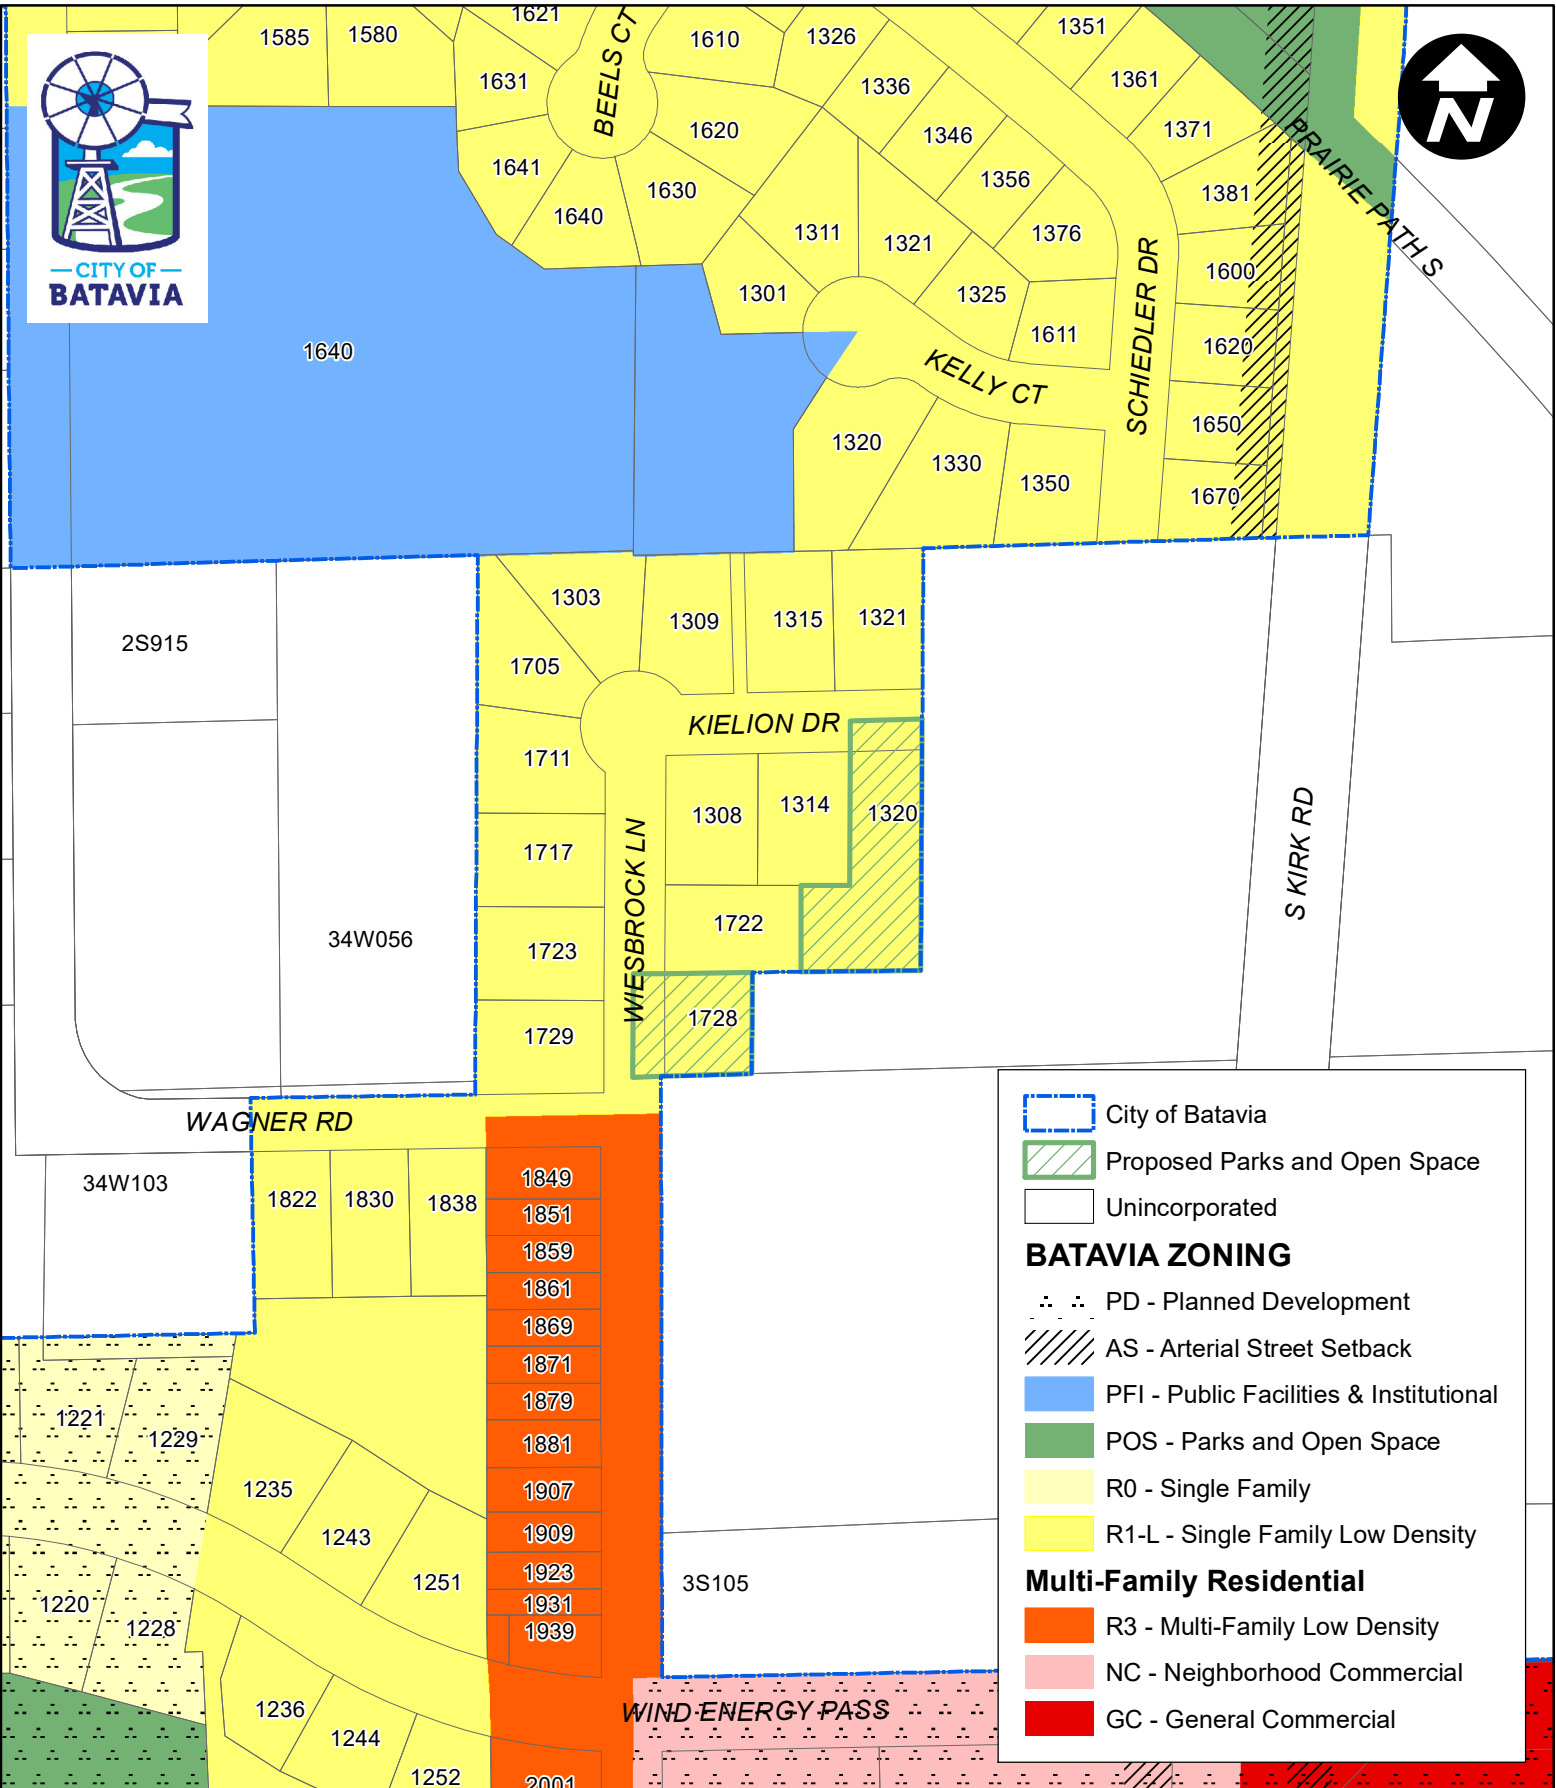 1621
1585
1580
1610
1326
1351
BEELS CT
1631
1336
1361
N
1620
1346
1371
PRAIRIE PATH S
1641
1630
1356
1381
1640
1311
1321
1376
CITY OF
BATAVIA
1301
1325
1600
SCHIEDLER DR
1611
1640
1620
KELLY CT
1320
1330
1350
1650
1670
1303
1309
1315
1321
2S915
1705
KIELION DR
1711
1308
1314
1320
S KIRK RD
1717
WIESBROCK LN
34W056
1722
1723
1728
1729
WAGNER RD
34W103
1822
1830
1838
1849
1851
1859
1861
1869
1871
1879
1881
1907
1909
1923
1931
1939
1221
1229
1235
1243
1251
1220
1228
1236
1244
1252
2001
3S105
WIND ENERGY PASS
City of Batavia
Proposed Parks and Open Space
Unincorporated
BATAVIA ZONING
PD - Planned Development
AS - Arterial Street Setback
PFI - Public Facilities & Institutional
POS - Parks and Open Space
R0 - Single Family
R1-L - Single Family Low Density
Multi-Family Residential
R3 - Multi-Family Low Density
NC - Neighborhood Commercial
GC - General Commercial